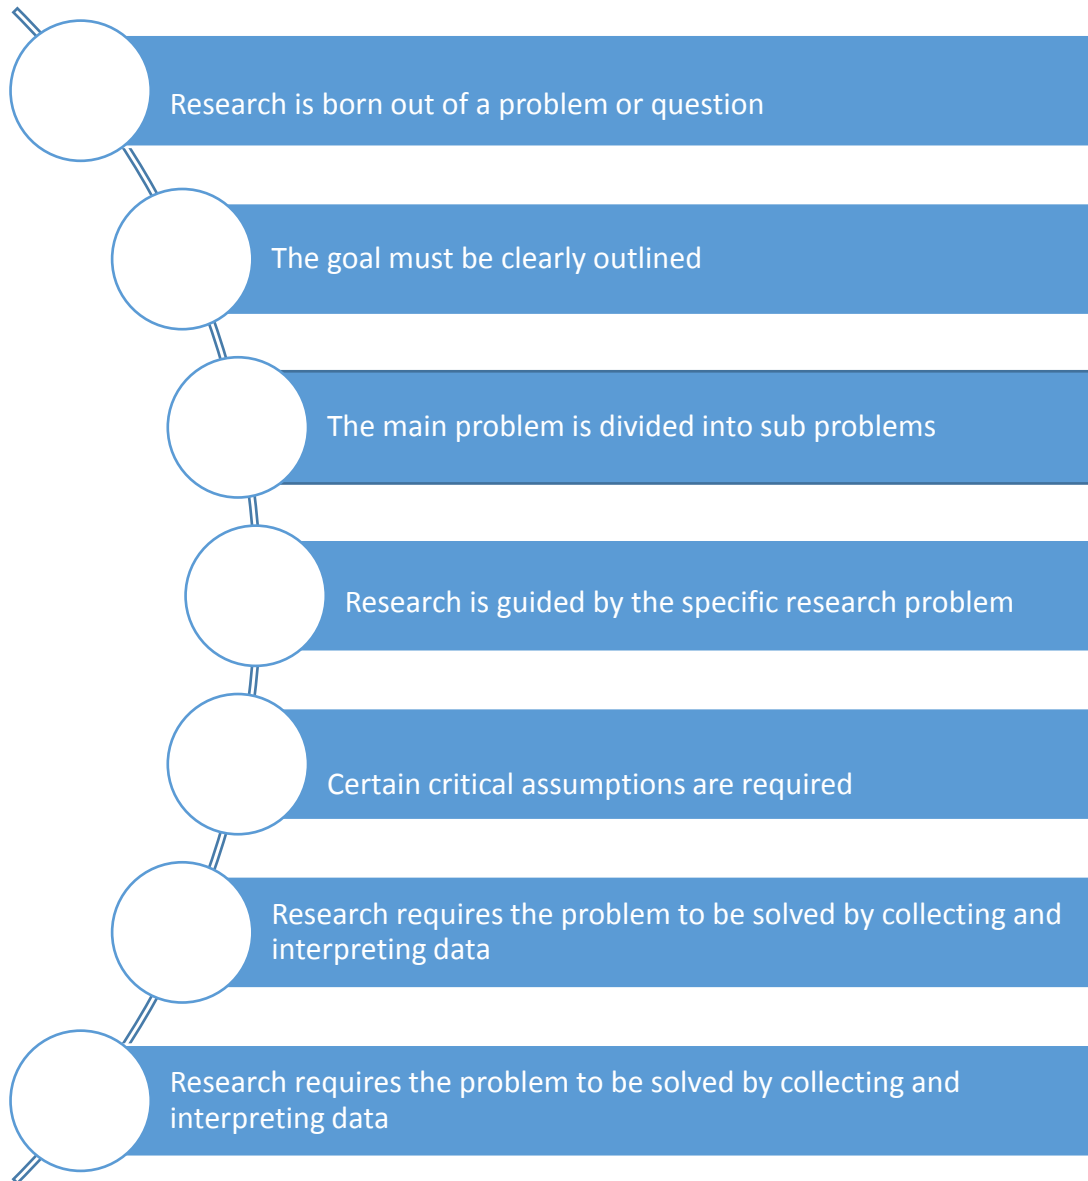 Research is born out of a problem or question
The goal must be clearly outlined
The main problem is divided into sub problems
Research is guided by the specific research problem
Certain critical assumptions are required
Research requires the problem to be solved by collecting and
interpreting data
Research requires the problem to be solved by collecting and
interpreting data